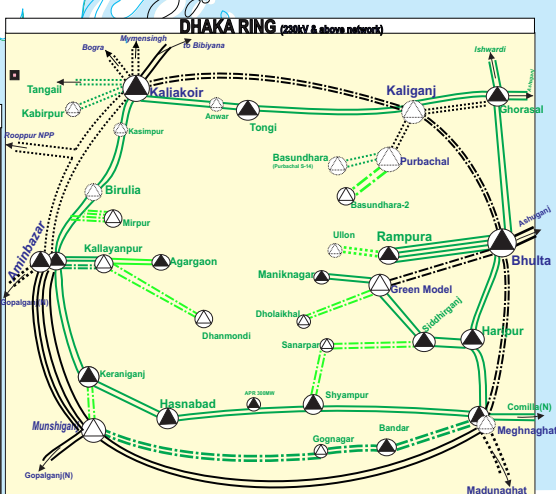 DHAKA RING (230kV & above network)
Mymensingh
Bogra
to Bibiyana
Ishwardi
Tangail
Kaliakoir
Kaliganj
Kabirpur
Anwar
Ghorasal
Tongi
Kasimpur
Rooppur NPP
Basundhara
(Purbachal S-14)
Purbachal
Birulia
Basundhara-2
Mirpur
Ashuganj
Ullon
Rampura
Aminbazar
Kallayanpur
Agargaon
Bhulta
Maniknagar
Green Model
Gopalganj(N)
Dholaikhal
Siddhirganj
Haripur
Dhanmondi
Sanarpar
Keraniganj
APR 300MW
Shyampur
Hasnabad
Comilla(N)
Munshiganj
Meghnaghat
Gognagar
Bandar
Gopalganj(N)
Madunaghat